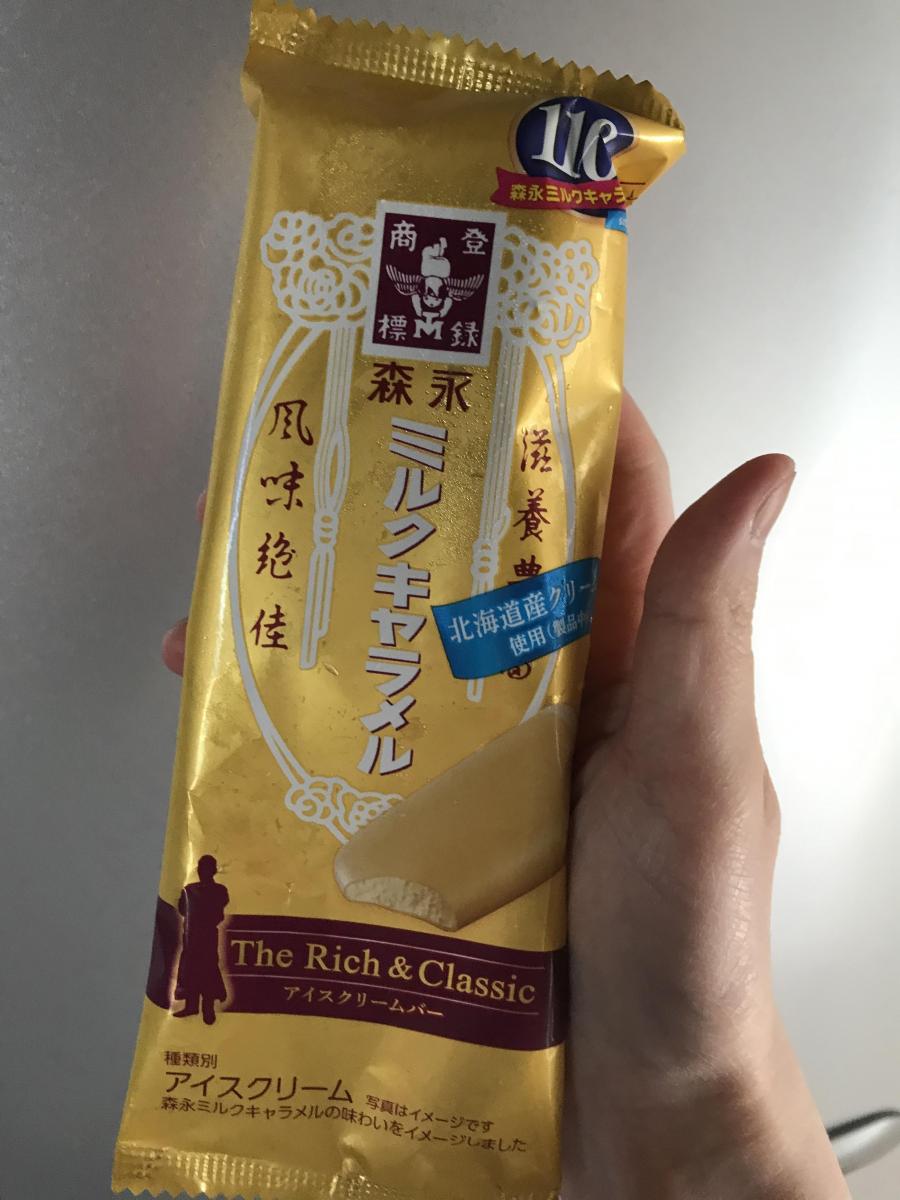 110
森永ミルクキャラ
商 登
標 録
M
森永
ミルクキャラメル
滋養豊
風味絶佳
北海道産クリー
使用（製品中
The Rich & Classic
アイスクリームバー
種類別
アイスクリーム
写真はイメージです
森永ミルクキャラメルの味わいをイメージしました